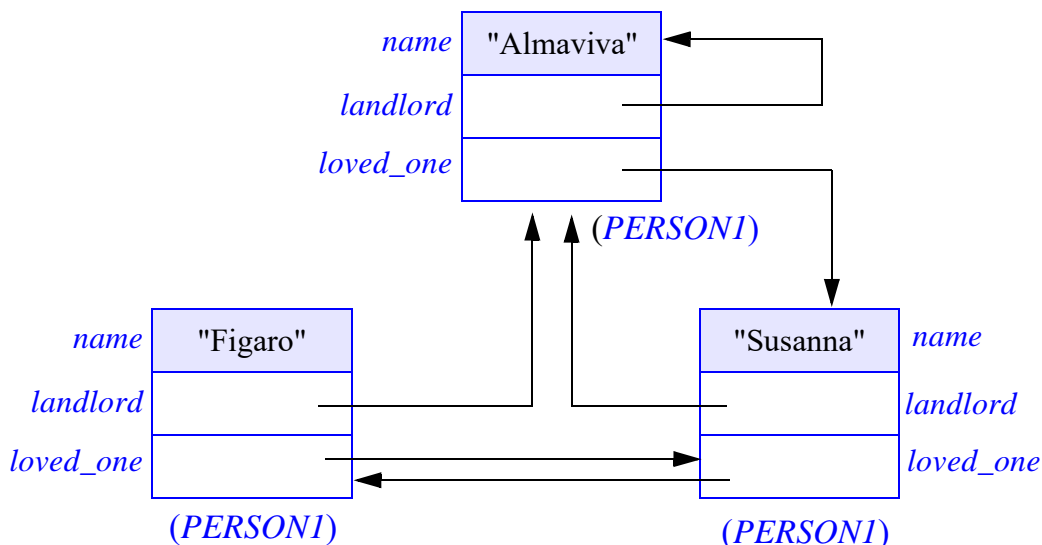 name "Almaviva"
landlord
loved_one
(PERSON1)
name "Figaro" "Susanna" name
landlord landlord
loved_one loved_one
(PERSON1) (PERSON1)